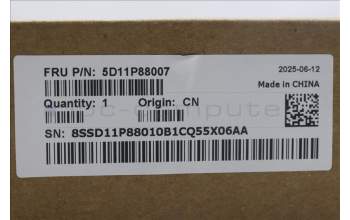 FRU P/N: 5D11P88007
2025-06-12
Made in CHINA
Quantity: 1 Origin: CN
SN: 8SSD11P88010B1CQ55X06AA